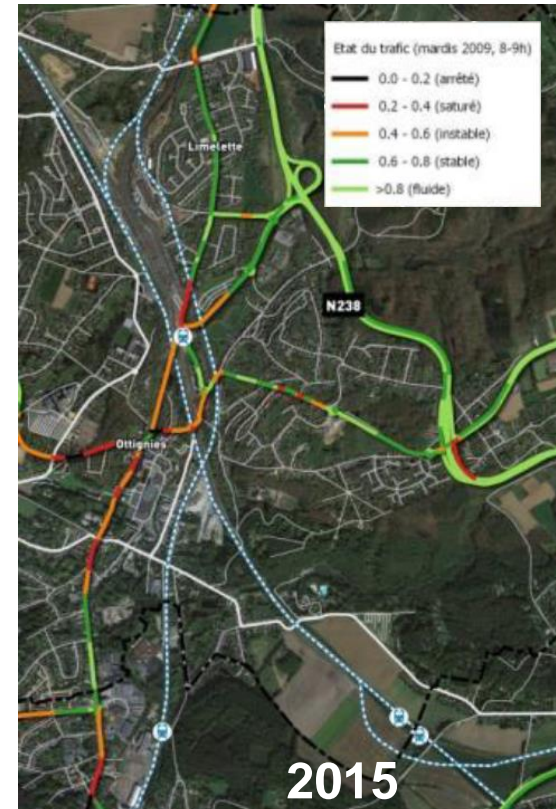 Etat du trafic (mardis 2009, 8-9h)
0.0 - 0.2 (arrêté)
0.2 - 0.4 (saturé)
0.4 - 0.6 (instable)
0.6 - 0.8 (stable)
>0.8 (fluide)
Limelette
N238
Ottignies
2015